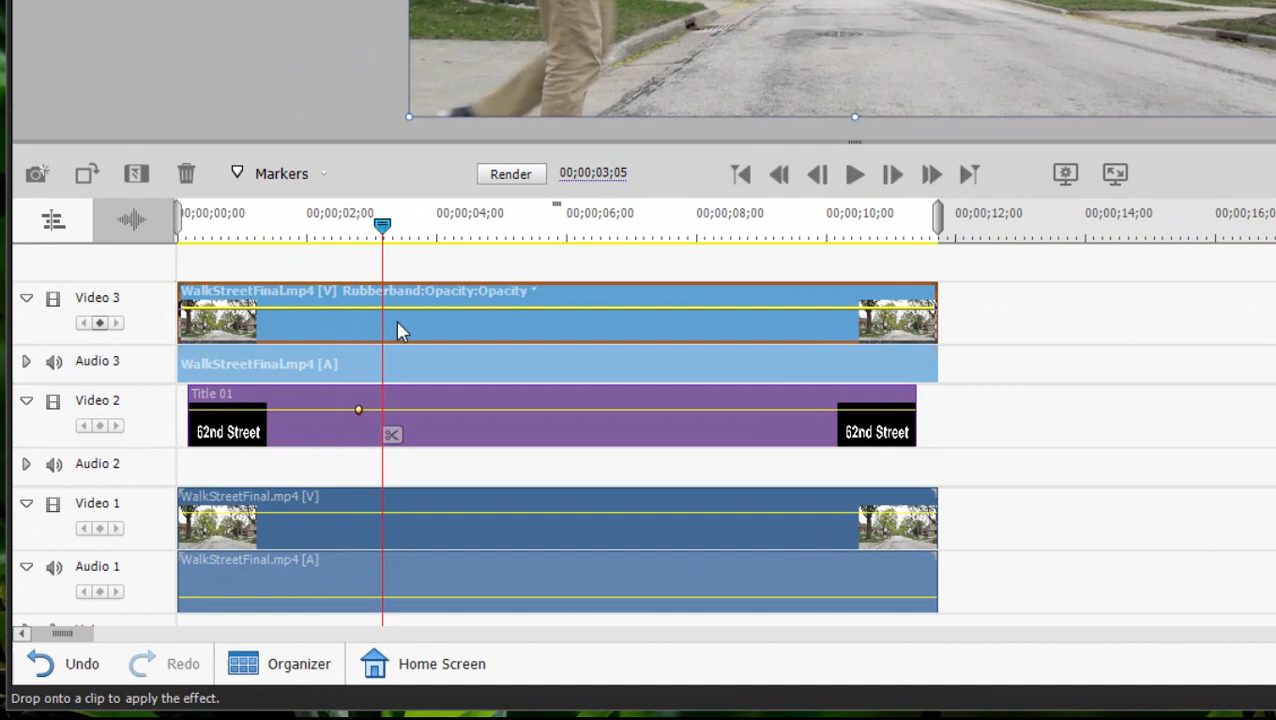 Markers
Render
00;00;03;05
;00;00;00
00;00;02;00
00;00;04;00
00;00;06;00
00;00;08;00
00;00;10;00
00;00;12;00
00;00;14;00
00;00;16;0
Video 3
WalkStreetFinal.mp4 [V] Rubberband:Opacity:Opacity
Audio 3
WalkStreetFinal.mp4 [A]
Video 2
Title 01
62nd Street
62nd Street
Audio 2
Video 1
WalkStreetFinal.mp4 [V]
Audio 1
WalkStreetFinal.mp4 [A]
Undo
Redo
Organizer
Home Screen
Drop onto a clip to apply the effect.